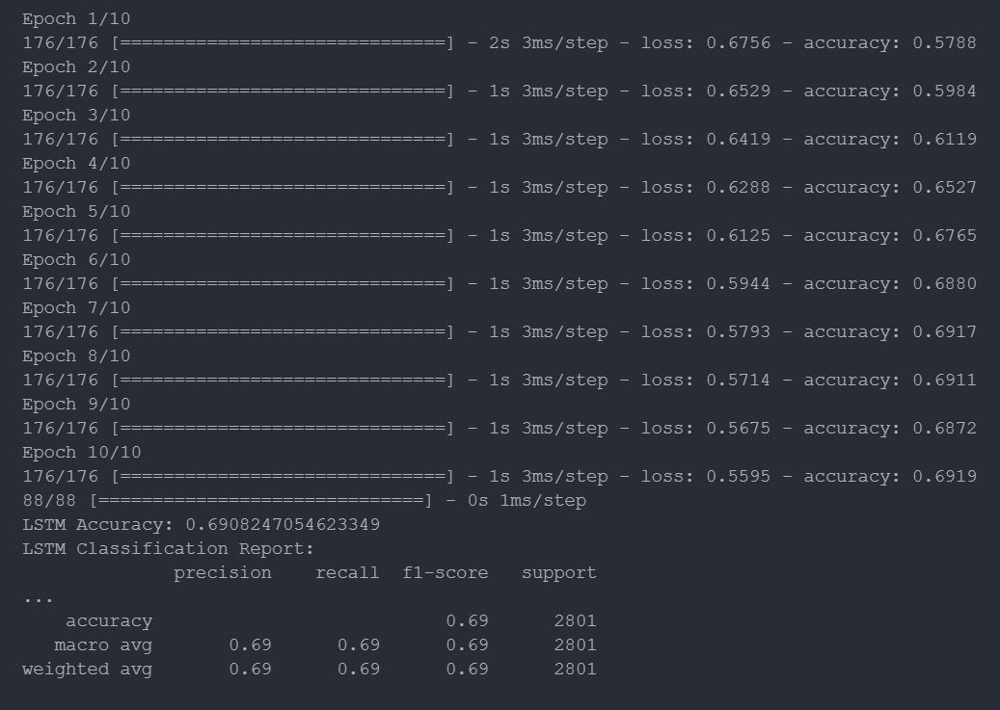 Epoch 1/10
176/176 [==============================] - 2s 3ms/step - loss: 0.6756 - accuracy: 0.5788
Epoch 2/10
176/176 [==============================] - 1s 3ms/step - loss: 0.6529 - accuracy: 0.5984
Epoch 3/10
176/176 [==============================] - 1s 3ms/step - loss: 0.6419 - accuracy: 0.6119
Epoch 4/10
176/176 [==============================] - 1s 3ms/step - loss: 0.6288 - accuracy: 0.6527
Epoch 5/10
176/176 [==============================] - 1s 3ms/step - loss: 0.6125 - accuracy: 0.6765
Epoch 6/10
176/176 [==============================] - 1s 3ms/step - loss: 0.5944 - accuracy: 0.6880
Epoch 7/10
176/176 [==============================] - 1s 3ms/step - loss: 0.5793 - accuracy: 0.6917
Epoch 8/10
176/176 [==============================] - 1s 3ms/step - loss: 0.5714 - accuracy: 0.6911
Epoch 9/10
176/176 [==============================] - 1s 3ms/step - loss: 0.5675 - accuracy: 0.6872
Epoch 10/10
176/176 [==============================] - 1s 3ms/step - loss: 0.5595 - accuracy: 0.6919
88/88 [==============================] - 0s 1ms/step
LSTM Accuracy: 0.6908247054623349
LSTM Classification Report:
              precision    recall  f1-score   support
...
    accuracy                           0.69      2801
   macro avg       0.69      0.69      0.69      2801
weighted avg       0.69      0.69      0.69      2801